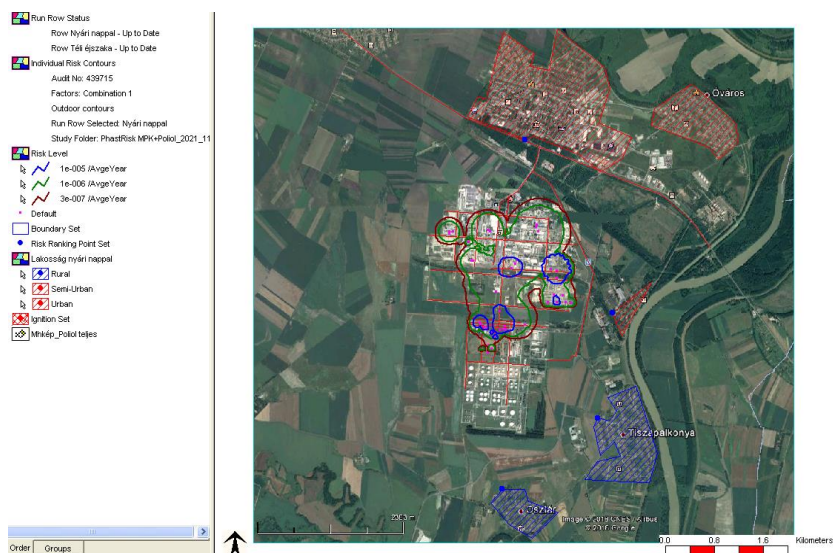 Run Row Status
Row Nyári nappal - Up to Date
Row Téli éjszaka - Up to Date
Individual Risk Contours
Audit No: 439715
Factors: Combination 1
Outdoor contours
Run Row Selected: Nyári nappal
Study Folder: PhastRisk MPK+Poliol_2021_11
Risk Level
1e-005 /AvgeYear
1e-006 /AvgeYear
3e-007 /AvgeYear
Default
Boundary Set
Risk Ranking Point Set
Lakosság nyári nappal
Rural
Semi-Urban
Urban
Ignition Set
Mhkép_Poliol teljes
Order
Groups
Óváros
Tiszapalkonya
Oszlár
0.0 0.8 1.6 Kilometers